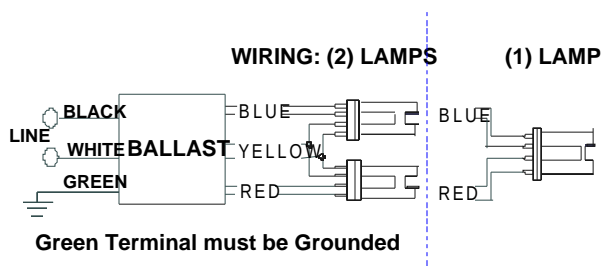 WIRING: (2) LAMPS
(1) LAMP
BLACK
LINE
WHITE
GREEN
BALLAST
BLUE
YELLOW
RED
BLUE
RED
Green Terminal must be Grounded